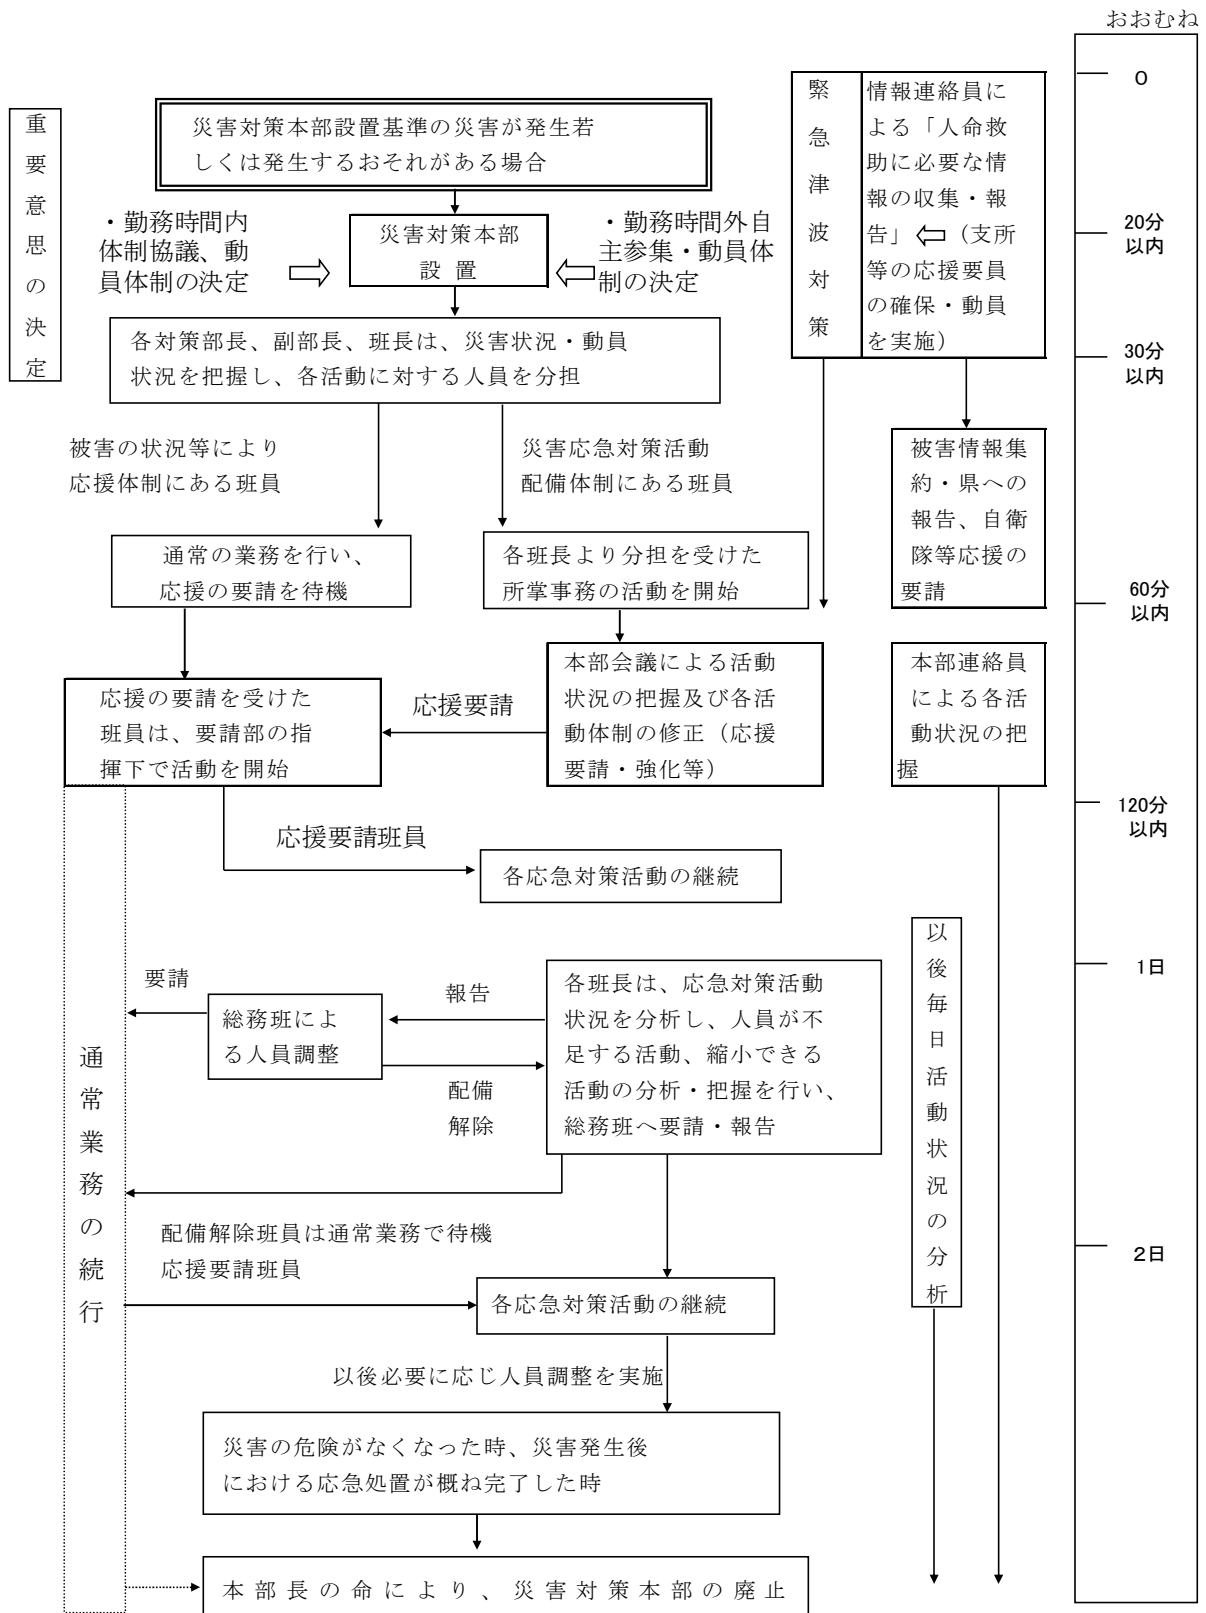 おおむね
重要意思の決定
災害対策本部設置基準の災害が発生若
しくは発生するおそれがある場合
・勤務時間内
体制協議、動
員体制の決定
災害対策本部
設 置
・勤務時間外自
主参集・動員体
制の決定
各対策部長、副部長、班長は、災害状況・動員
状況を把握し、各活動に対する人員を分担
被害の状況等により
応援体制にある班員
災害応急対策活動
配備体制にある班員
通常の業務を行い、
応援の要請を待機
各班長より分担を受けた
所掌事務の活動を開始
応援の要請を受けた
班員は、要請部の指
揮下で活動を開始
応援要請
本部会議による活動
状況の把握及び各活
動体制の修正（応援
要請・強化等）
応援要請班員
各応急対策活動の継続
通常業務の続行
要請
総務班によ
る人員調整
報告
配備
解除
各班長は、応急対策活動
状況を分析し、人員が不
足する活動、縮小できる
活動の分析・把握を行い、
総務班へ要請・報告
配備解除班員は通常業務で待機
応援要請班員
各応急対策活動の継続
以後必要に応じ人員調整を実施
災害の危険がなくなった時、災害発生後
における応急処置が概ね完了した時
本部長の命により、災害対策本部の廃止
緊急津波対策
情報連絡員に
よる「人命救
助に必要な情
報の収集・報
告」⇦（支所
等の応援要員
の確保・動員
を実施）
被害情報集
約・県への
報告、自衛
隊等応援の
要請
本部連絡員
による各活
動状況の把
握
以後毎日活動状況の分析
0
20分
以内
30分
以内
60分
以内
120分
以内
1日
2日